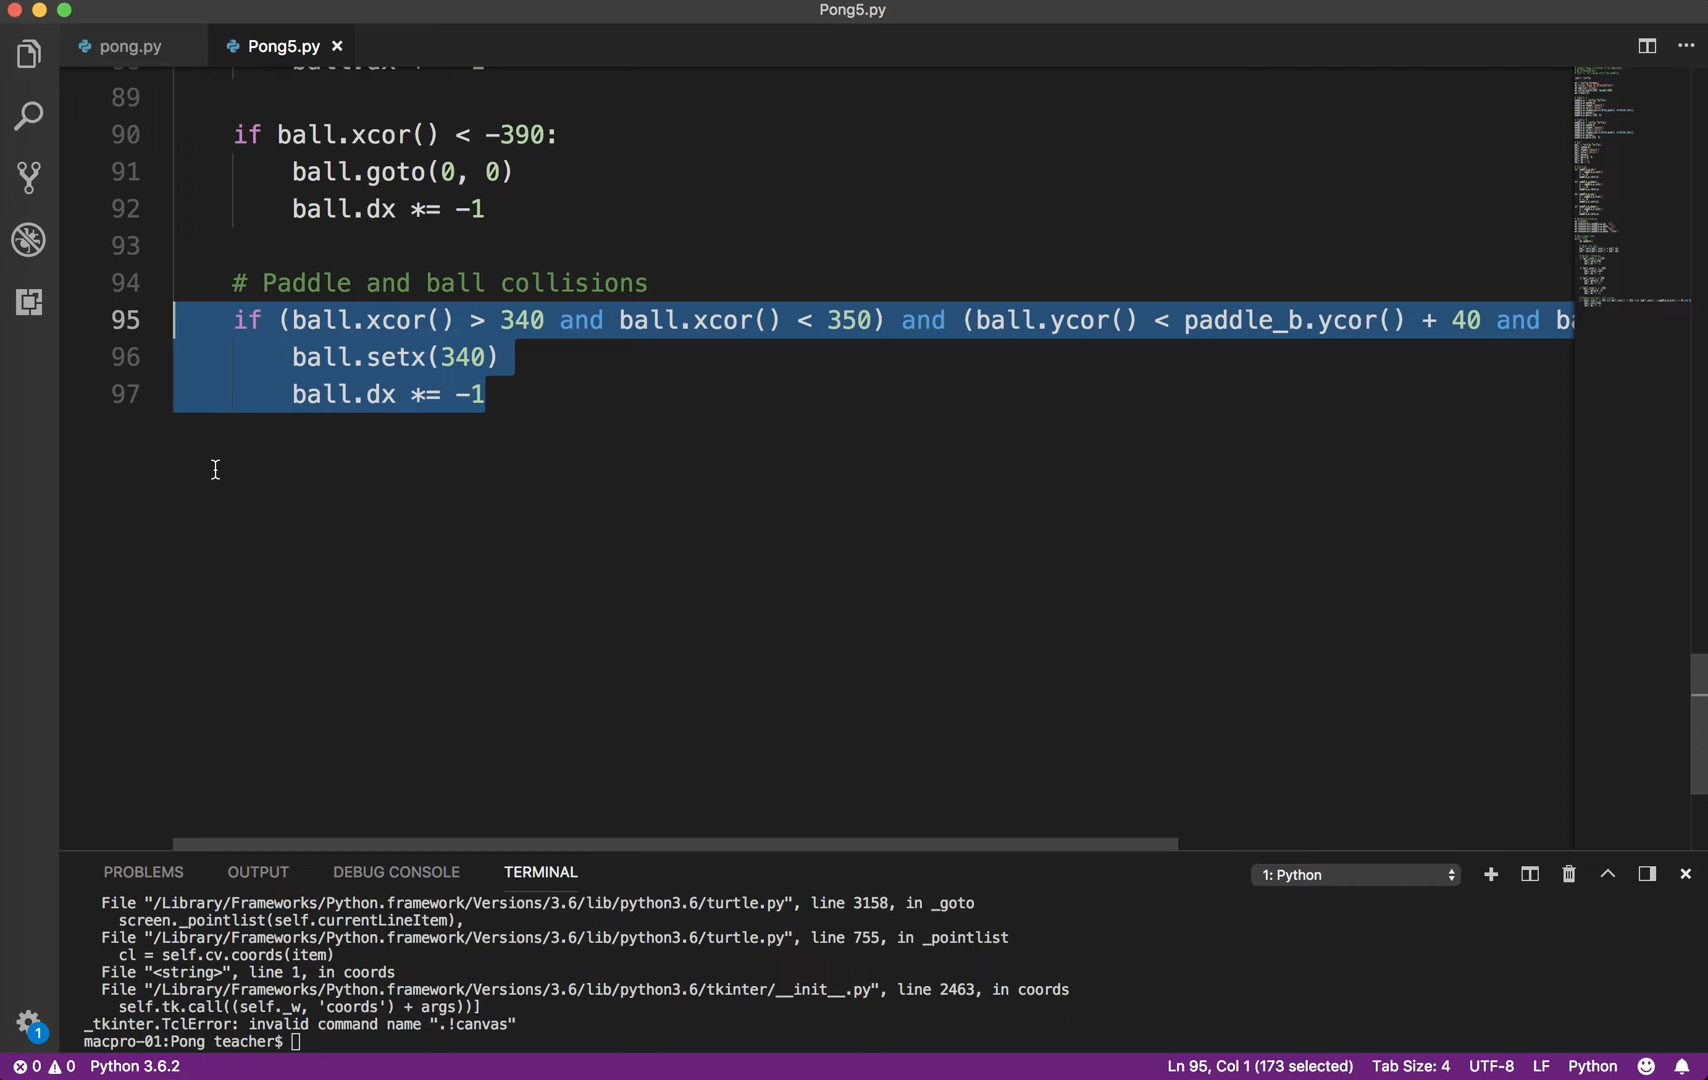 Pong5.py
pong.py
Pong5.py
89
90 if ball.xcor() < -390:
91 ball.goto(0, 0)
92 ball.dx *= -1
93
94 # Paddle and ball collisions
95 if (ball.xcor() > 340 and ball.xcor() < 350) and (ball.ycor() < paddle_b.ycor() + 40 and ba
96 ball.setx(340)
97 ball.dx *= -1
PROBLEMS OUTPUT DEBUG CONSOLE TERMINAL 1: Python
File "/Library/Frameworks/Python.framework/Versions/3.6/lib/python3.6/turtle.py", line 3158, in _goto
screen._pointlist(self.currentLineItem),
File "/Library/Frameworks/Python.framework/Versions/3.6/lib/python3.6/turtle.py", line 755, in _pointlist
cl = self.cv.coords(item)
File "<string>", line 1, in coords
File "/Library/Frameworks/Python.framework/Versions/3.6/lib/python3.6/tkinter/__init__.py", line 2463, in coords
self.tk.call((self._w, 'coords') + args))]
_tkinter.TclError: invalid command name ".!canvas"
macpro-01:Pong teacher$
1
0 0 Python 3.6.2 Ln 95, Col 1 (173 selected) Tab Size: 4 UTF-8 LF Python